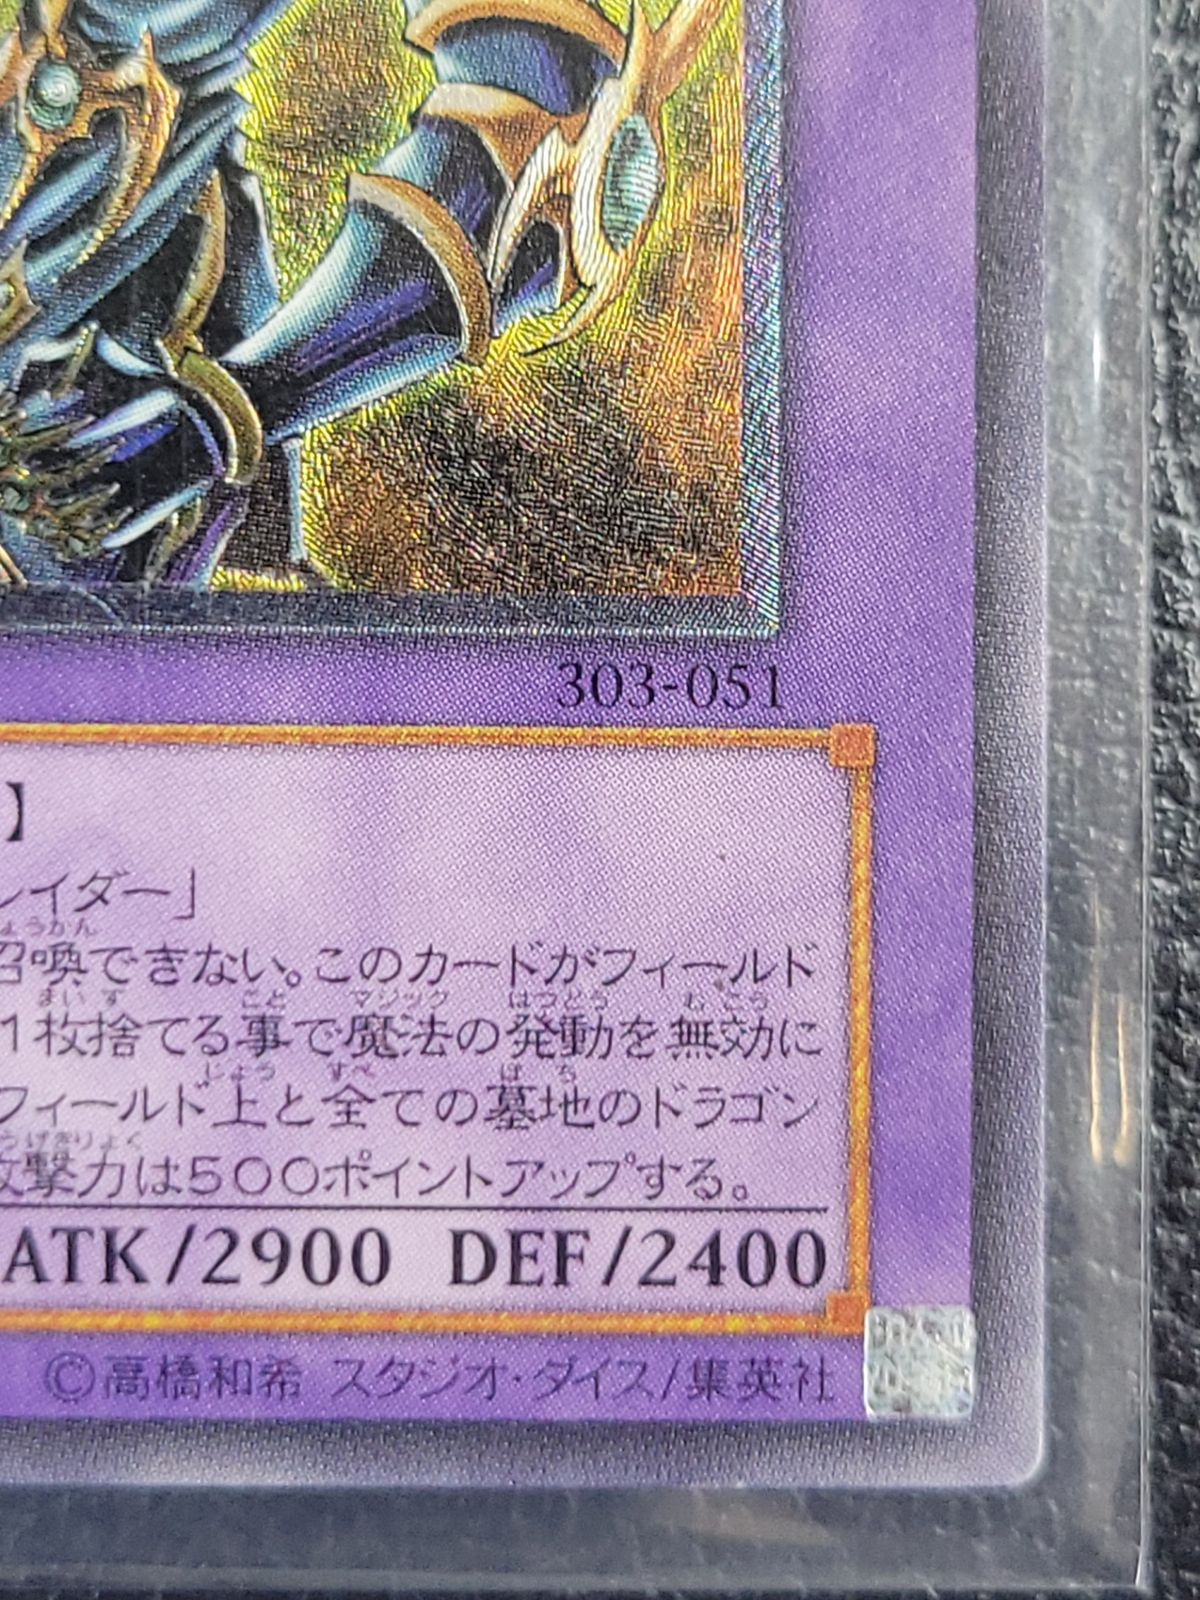 303-051
】
レイダー」
召喚できない。このカードがフィールド
1枚捨てる事で魔法の発動を無効に
フィールド上と全ての墓地のドラゴン
攻撃力は500ポイントアップする。
ATK/2900 DEF/2400
©高橋和希 スタジオ・ダイス/集英社